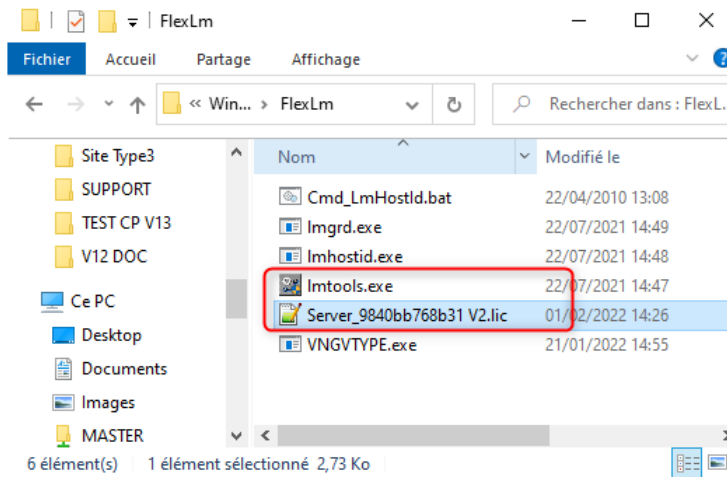 FlexLm
Fichier Accueil Partage Affichage
« Win... > FlexLm Rechercher dans : FlexL...
Nom Modifié le
Site Type3
SUPPORT
TEST CP V13
V12 DOC
Ce PC
Desktop
Documents
Images
MASTER
Cmd_LmHostId.bat 22/04/2010 13:08
lmgrd.exe 22/07/2021 14:49
lmhostid.exe 22/07/2021 14:48
lmtools.exe 22/07/2021 14:47
Server_9840bb768b31 V2.lic 01/02/2022 14:26
VNGVTYPE.exe 21/01/2022 14:55
6 élément(s) 1 élément sélectionné 2,73 Ko